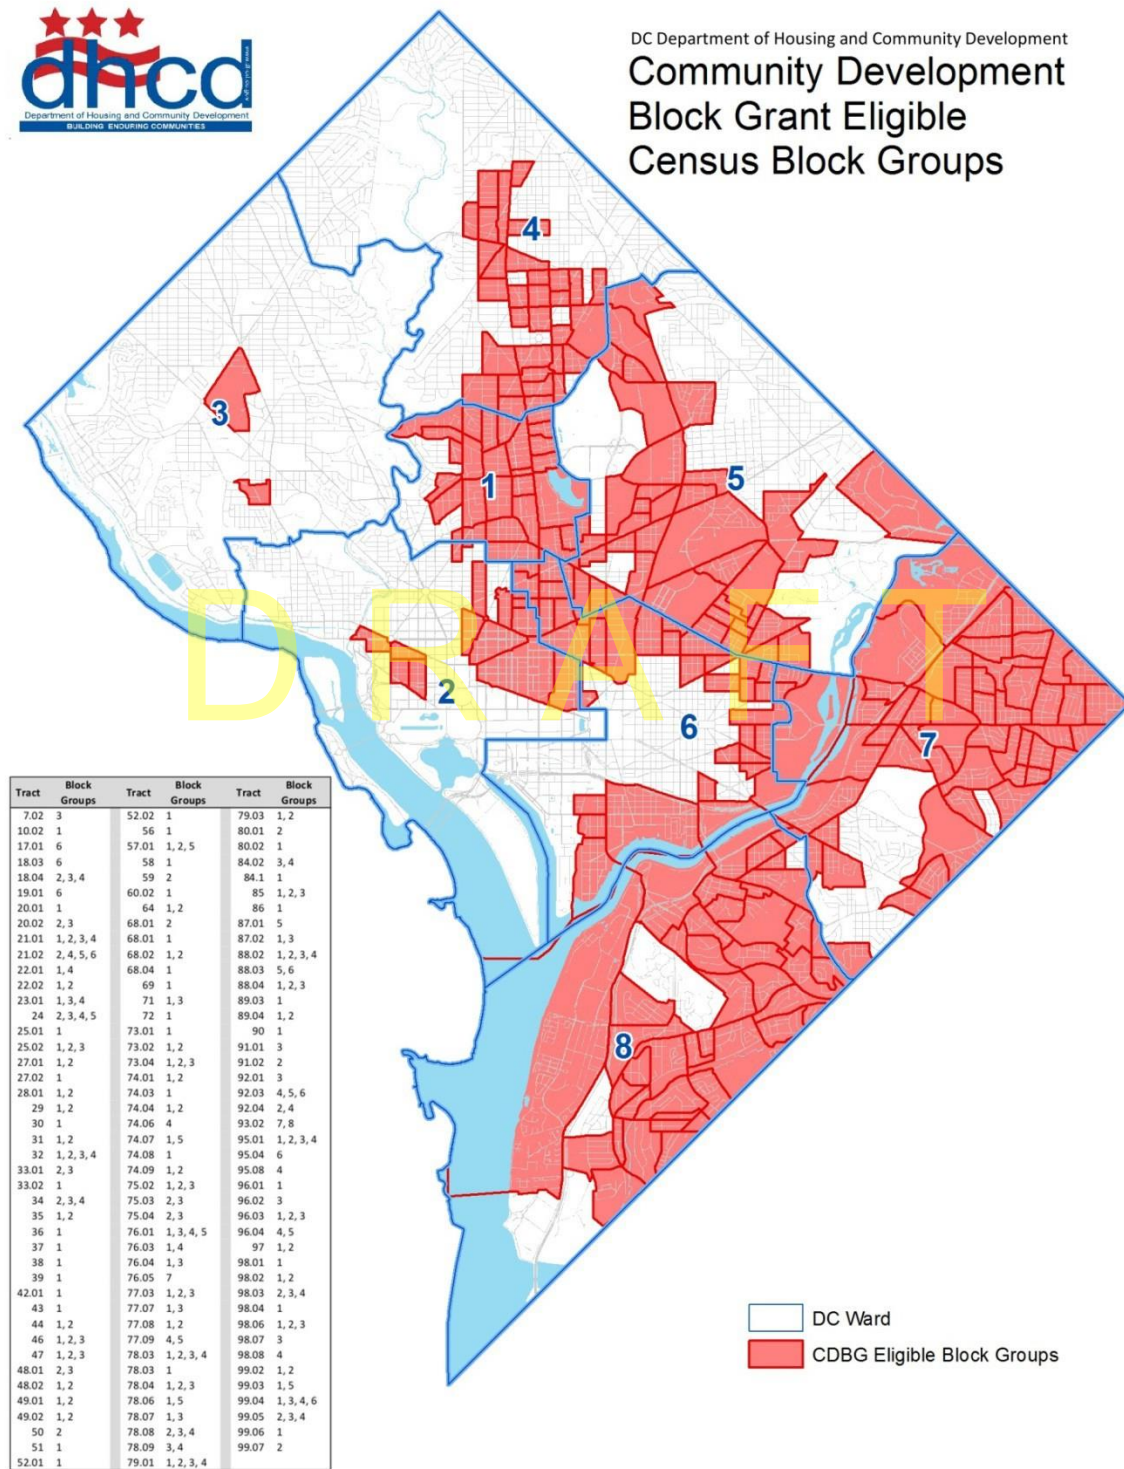 dhcd
Department of Housing and Community Development
BUILDING ENDURING COMMUNITIES
DC Department of Housing and Community Development
Community Development
Block Grant Eligible
Census Block Groups
4
3
1
5
DRAFT
2
6
7
8
Tract Block Groups Tract Block Groups Tract Block Groups
7.02 3 52.02 1 79.03 1, 2
10.02 1 56 1 80.01 2
17.01 6 57.01 1, 2, 5 80.02 1
18.03 6 58 1 84.02 3, 4
18.04 2, 3, 4 59 2 84.1 1
19.01 6 60.02 1 85 1, 2, 3
20.01 1 64 1, 2 86 1
20.02 2, 3 68.01 2 87.01 5
21.01 1, 2, 3, 4 68.01 1 87.02 1, 3
21.02 2, 4, 5, 6 68.02 1, 2 88.02 1, 2, 3, 4
22.01 1, 4 68.04 1 88.03 5, 6
22.02 1, 2 69 1 88.04 1, 2, 3
23.01 1, 3, 4 71 1, 3 89.03 1
24 2, 3, 4, 5 72 1 89.04 1, 2
25.01 1 73.01 1 90 1
25.02 1, 2, 3 73.02 1, 2 91.01 3
27.01 1, 2 73.04 1, 2, 3 91.02 2
27.02 1 74.01 1, 2 92.01 3
28.01 1, 2 74.03 1 92.03 4, 5, 6
29 1, 2 74.04 1, 2 92.04 2, 4
30 1 74.06 4 93.02 7, 8
31 1, 2 74.07 1, 5 95.01 1, 2, 3, 4
32 1, 2, 3, 4 74.08 1 95.04 6
33.01 2, 3 74.09 1, 2 95.08 4
33.02 1 75.02 1, 2, 3 96.01 1
34 2, 3, 4 75.03 2, 3 96.02 3
35 1, 2 75.04 2, 3 96.03 1, 2, 3
36 1 76.01 1, 3, 4, 5 96.04 4, 5
37 1 76.03 1, 4 97 1, 2
38 1 76.04 1, 3 98.01 1
39 1 76.05 7 98.02 1, 2
42.01 1 77.03 1, 2, 3 98.03 2, 3, 4
43 1 77.07 1, 3 98.04 1
44 1, 2 77.08 1, 2 98.06 1, 2, 3
46 1, 2, 3 77.09 4, 5 98.07 3
47 1, 2, 3 78.03 1, 2, 3, 4 98.08 4
48.01 2, 3 78.03 1 99.02 1, 2
48.02 1, 2 78.04 1, 2, 3 99.03 1, 5
49.01 1, 2 78.06 1, 5 99.04 1, 3, 4, 6
49.02 1, 2 78.07 1, 3 99.05 2, 3, 4
50 2 78.08 2, 3, 4 99.06 1
51 1 78.09 3, 4 99.07 2
52.01 1 79.01 1, 2, 3, 4
DC Ward
CDBG Eligible Block Groups